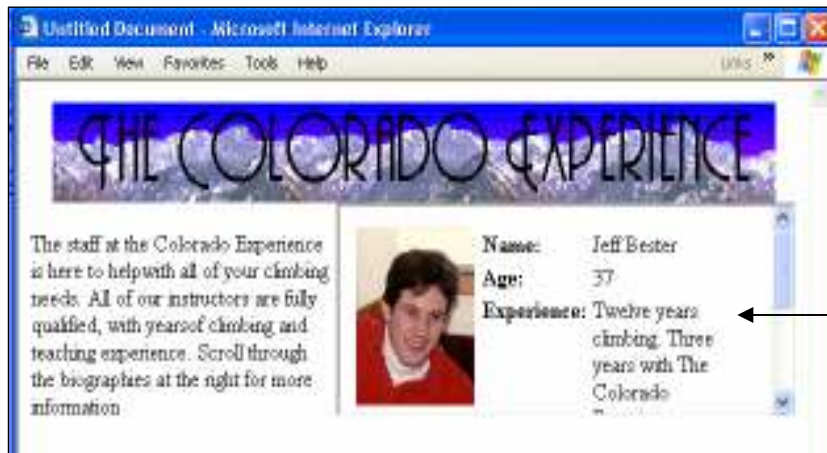 Untitled Document - Microsoft Internet Explorer
File Edit View Favorites Tools Help Links »
THE COLORADO EXPERIENCE
The staff at the Colorado Experience
is here to helpwith all of your climbing
needs. All of our instructors are fully
qualified, with yearsof climbing and
teaching experience. Scroll through
the biographies at the right for more
information
Name: Jeff Bester
Age: 37
Experience: Twelve years
climbing. Three
years with The
Colorado